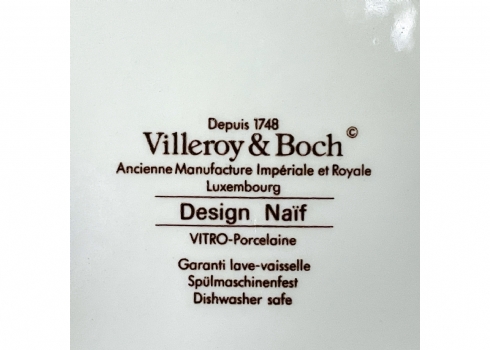 Depuis 1748
Villeroy & Boch ©
Ancienne Manufacture Impériale et Royale
Luxembourg
Design Naïf
VITRO-Porcelaine
Garanti lave-vaisselle
Spülmaschinenfest
Dishwasher safe